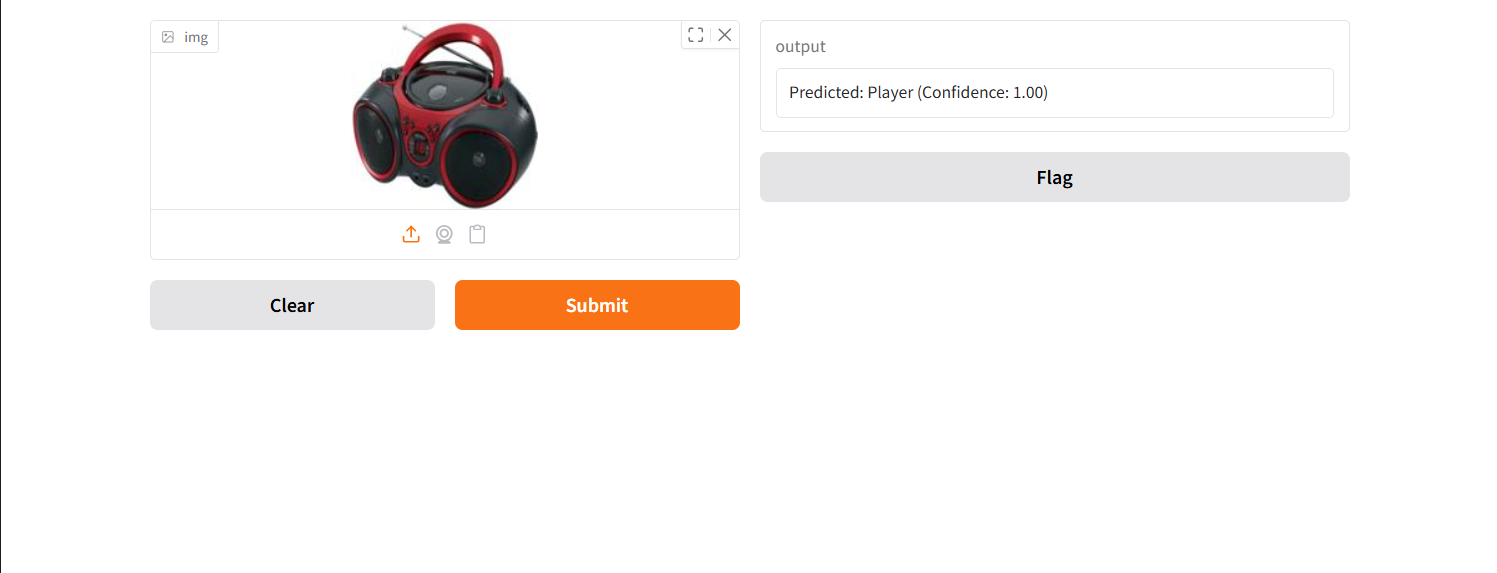 img
output
Predicted: Player (Confidence: 1.00)
Flag
Clear
Submit